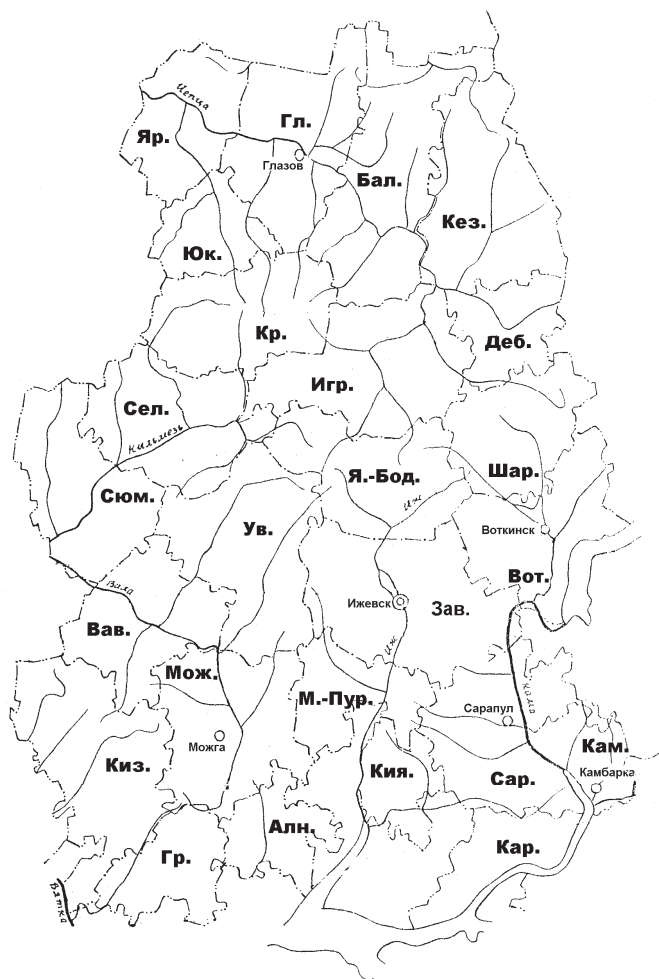 Чепца
Гл.
Яр.
Глазов
Бал.
Кез.
Юк.
Кр.
Деб.
Игр.
Сел.
Кильмезь
Я.-Бод.
Шар.
Сюм.
Иж
Ув.
Воткинск
Вот.
Вала
Ижевск
Зав.
Вав.
Иж
Мож.
М.-Пур.
Кама
Сарапул
Можга
Кам.
Киз.
Кия.
Сар.
Камбарка
Алн.
Кар.
Гр.
Вятка